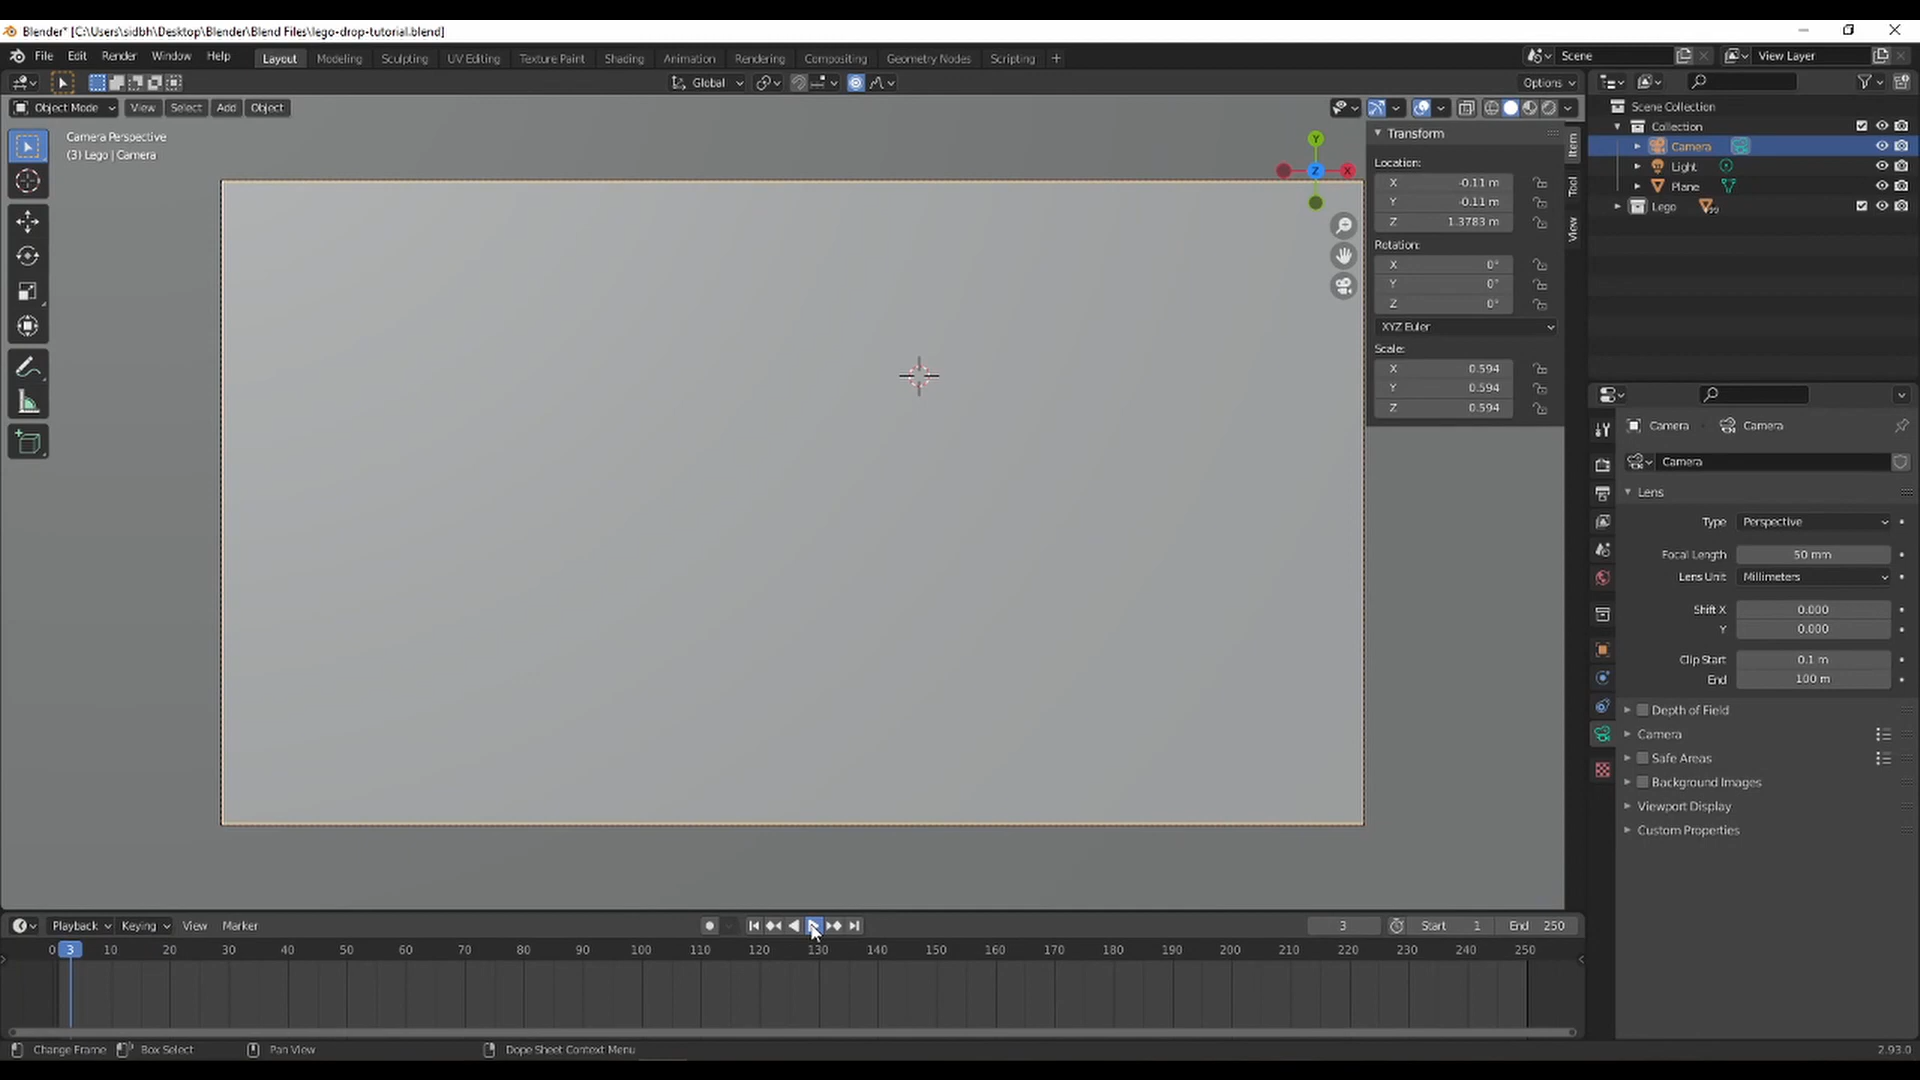 Blender* [C:\Users\sidbh\Desktop\Blender\Blend Files\lego-drop-tutorial.blend]
File Edit Render Window Help Layout Modeling Sculpting UV Editing Texture Paint Shading Animation Rendering Compositing Geometry Nodes Scripting + Scene View Layer
Global Options
Object Mode View Select Add Object
Camera Perspective
(3) Lego | Camera
Y
Z
X
Transform
Location:
X -0.11 m
Y -0.11 m
Z 1.3783 m
Rotation:
X 0°
Y 0°
Z 0°
XYZ Euler
Scale:
X 0.594
Y 0.594
Z 0.594
Item
Tool
View
Scene Collection
Collection
Camera
Light
Plane
Lego
Camera Camera
Camera
Lens
Type Perspective
Focal Length 50 mm
Lens Unit Millimeters
Shift X 0.000
Y 0.000
Clip Start 0.1 m
End 100 m
Depth of Field
Camera
Safe Areas
Background Images
Viewport Display
Custom Properties
Playback Keying View Marker 3 Start 1 End 250
0 3 10 20 30 40 50 60 70 80 90 100 110 120 130 140 150 160 170 180 190 200 210 220 230 240 250
Change Frame Box Select Pan View Dope Sheet Context Menu 2.93.0